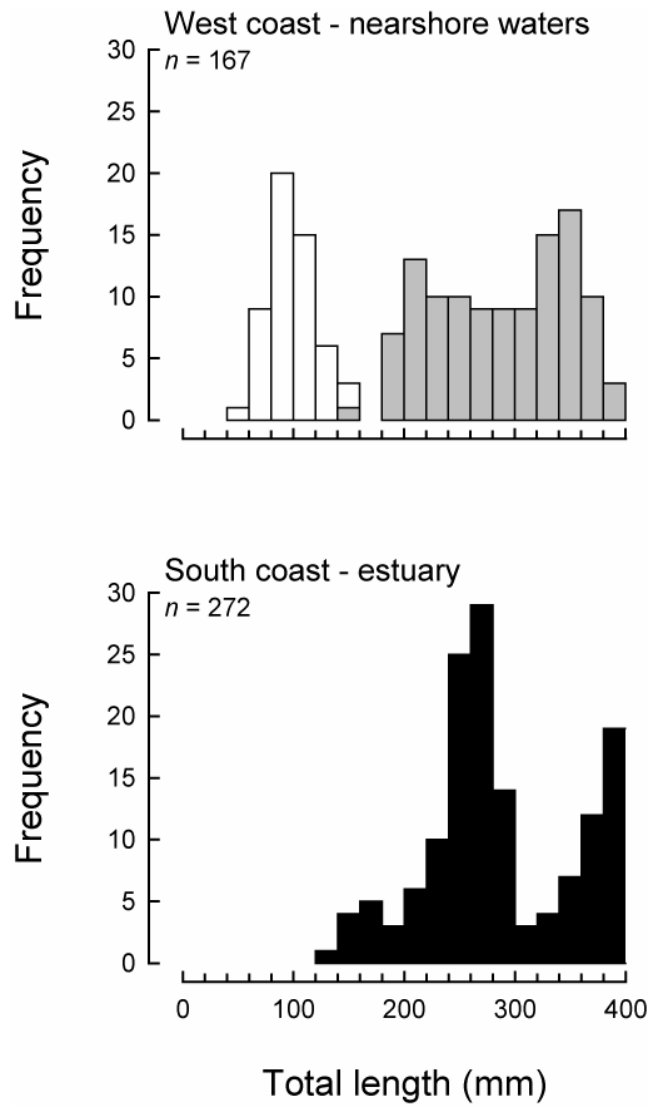 West coast - nearshore waters
n = 167
30
25
20
15
10
5
0
Frequency
South coast - estuary
n = 272
30
25
20
15
10
5
0
Frequency
0 100 200 300 400
Total length (mm)